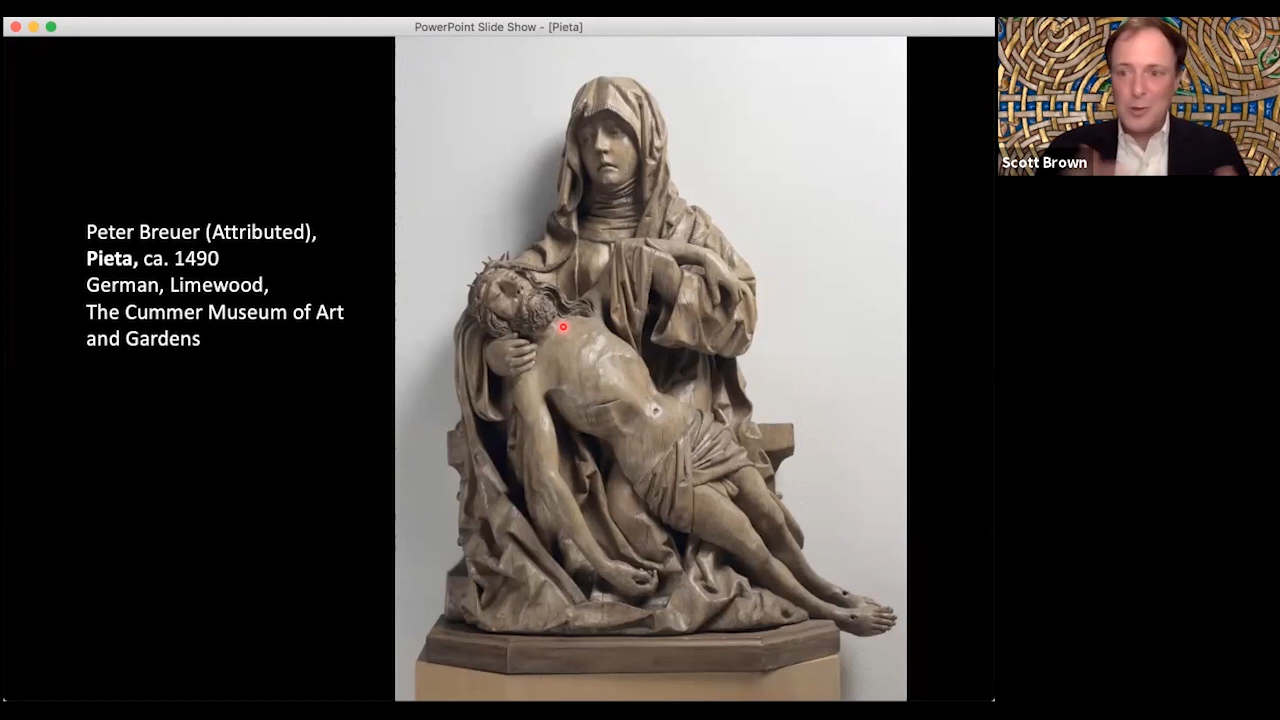 PowerPoint Slide Show - [Pieta]
Peter Breuer (Attributed),
Pieta, ca. 1490
German, Limewood,
The Cummer Museum of Art
and Gardens
Scott Brown